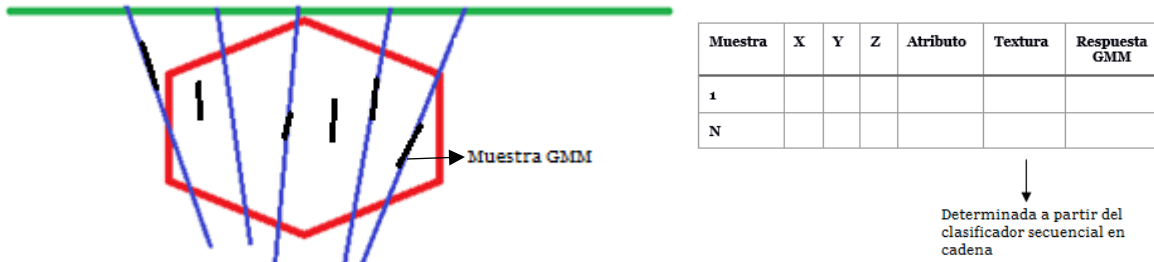 Muestra GMM
Muestra X Y Z Atributo Textura Respuesta GMM
1
N
Determinada a partir del
clasificador secuencial en
cadena